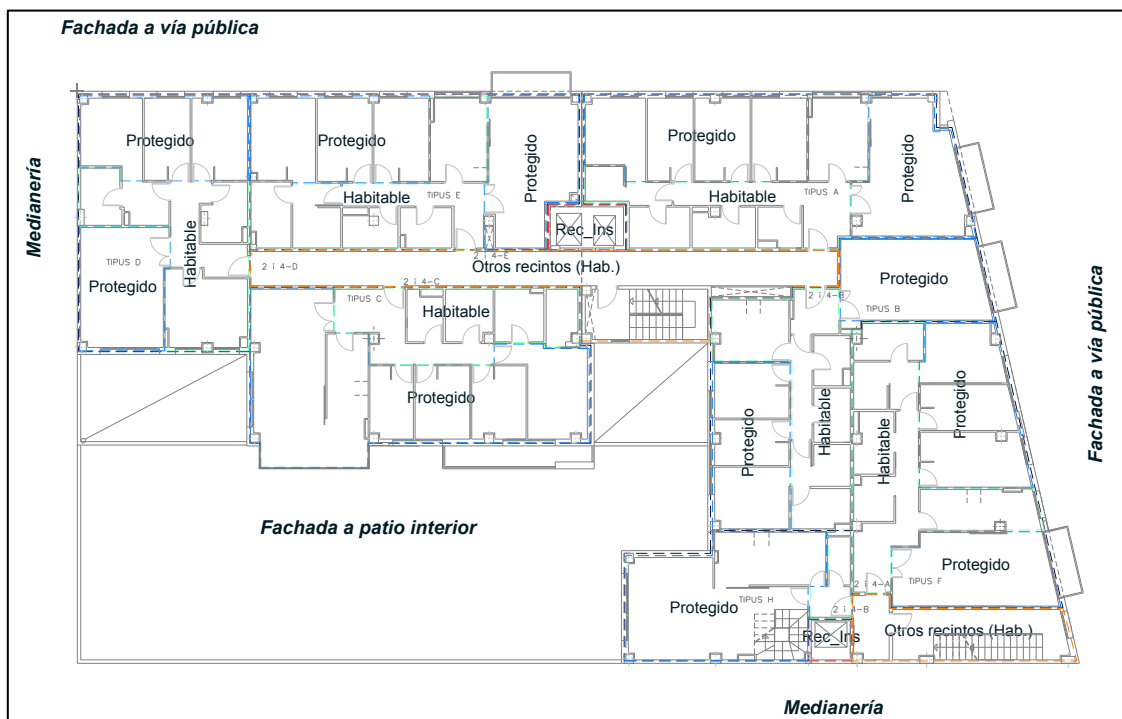 Fachada a vía pública
Medianería
Protegido
Protegido
Protegido
Protegido
Protegido
Habitable
TIPUS E
Habitable
TIPUS A
Habitable
Rec_Ins
2 i 4-E
TIPUS D
2 i 4-D
Otros recintos (Hab.)
Protegido
Protegido
2 i 4-C
TIPUS C
Habitable
2 i 4-B
TIPUS B
Fachada a vía pública
Protegido
Protegido
Habitable
Habitable
Protegido
Fachada a patio interior
Protegido
TIPUS H
Protegido
2 i 4-A
TIPUS F
2 i 4-B
Rec_Ins
Otros recintos (Hab.)
Medianería